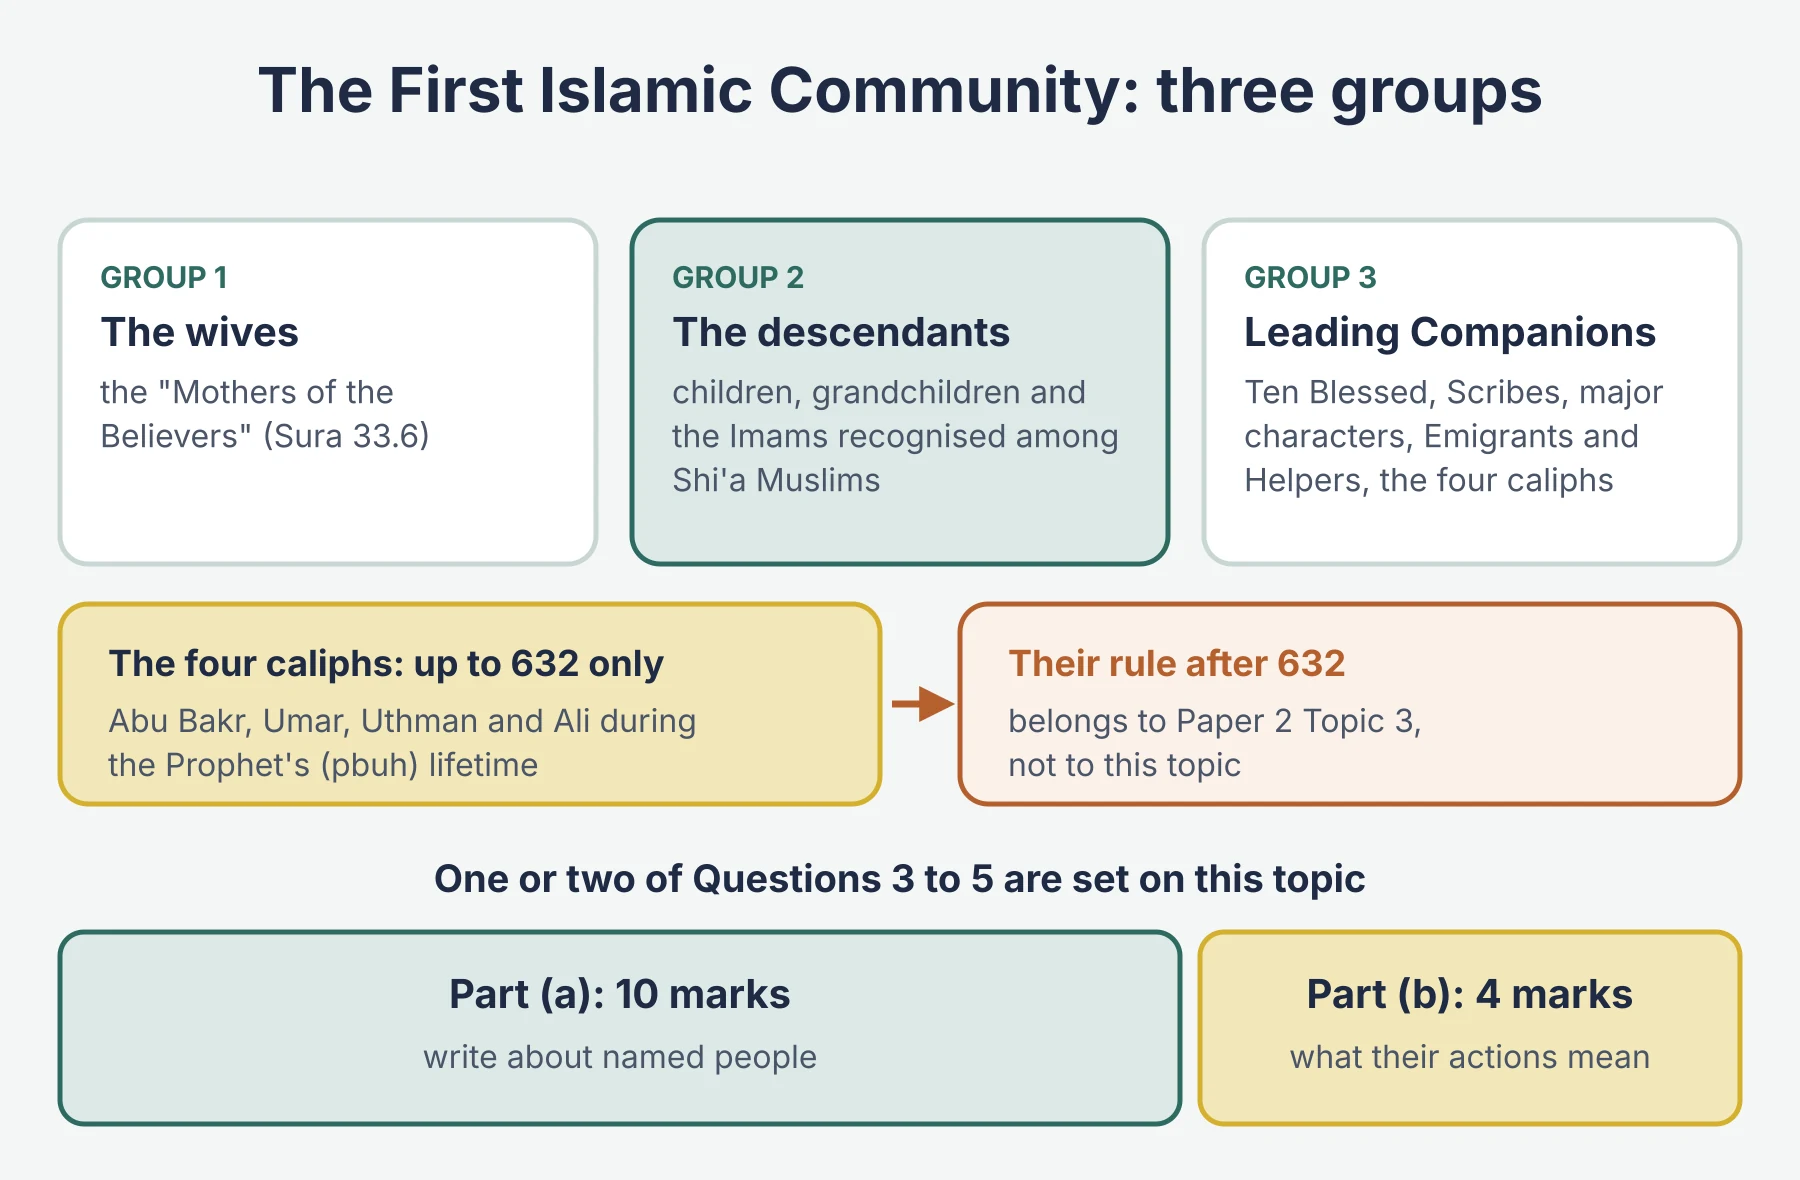 The First Islamic Community: three groups
GROUP 1
The wives
the "Mothers of the
Believers" (Sura 33.6)
GROUP 2
The descendants
children, grandchildren and
the Imams recognised among
Shi'a Muslims
GROUP 3
Leading Companions
Ten Blessed, Scribes, major
characters, Emigrants and
Helpers, the four caliphs
The four caliphs: up to 632 only
Abu Bakr, Umar, Uthman and Ali during
the Prophet's (pbuh) lifetime
Their rule after 632
belongs to Paper 2 Topic 3,
not to this topic
One or two of Questions 3 to 5 are set on this topic
Part (a): 10 marks
write about named people
Part (b): 4 marks
what their actions mean